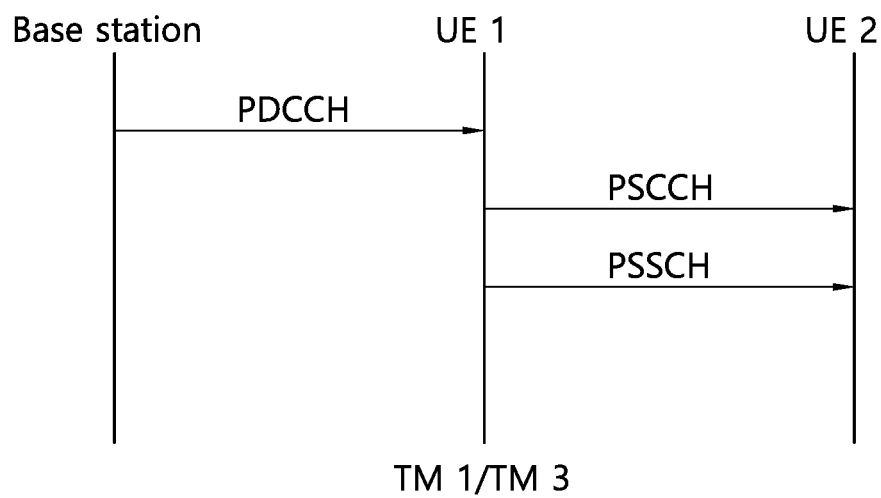 Base station UE 1 UE 2
PDCCH
PSCCH
PSSCH
TM 1/TM 3